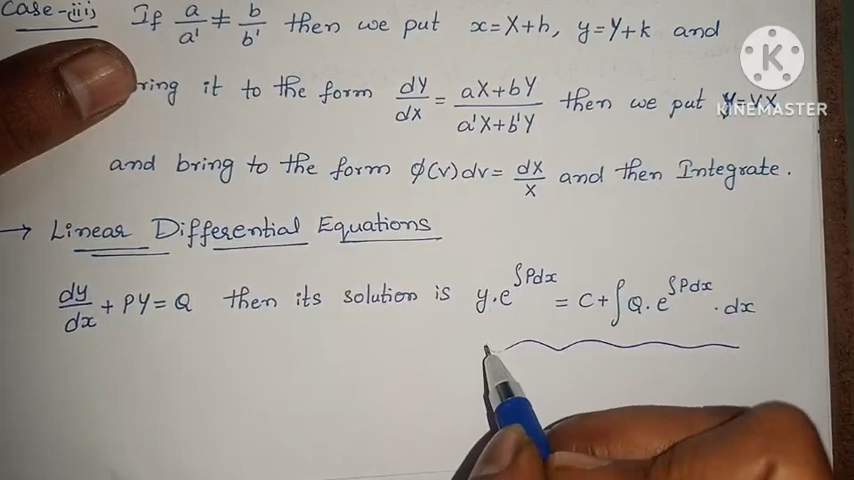 Case-(iii) If a/a' ≠ b/b' then we put x=X+h, y=Y+k and
ring it to the form dY/dX = aX+bY/a'X+b'Y then we put Y=VX
and bring to the form ϕ(v)dv= dX/X and then Integrate.
→ Linear Differential Equations
dy/dx + PY= Q then its solution is y.e^∫Pdx = C+∫Q.e^∫Pdx .dx
KINEMASTER